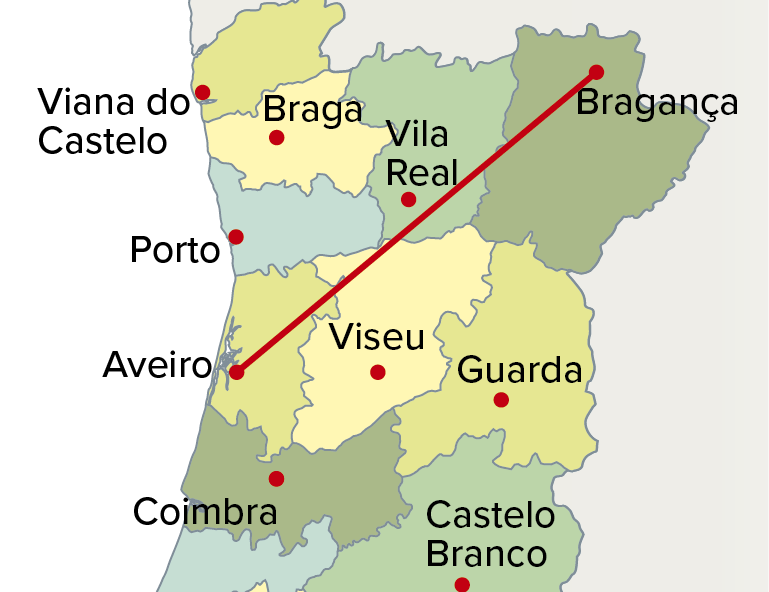 Viana do
Castelo
Braga
Bragança
Vila
Real
Porto
Aveiro
Viseu
Guarda
Coimbra
Castelo
Branco